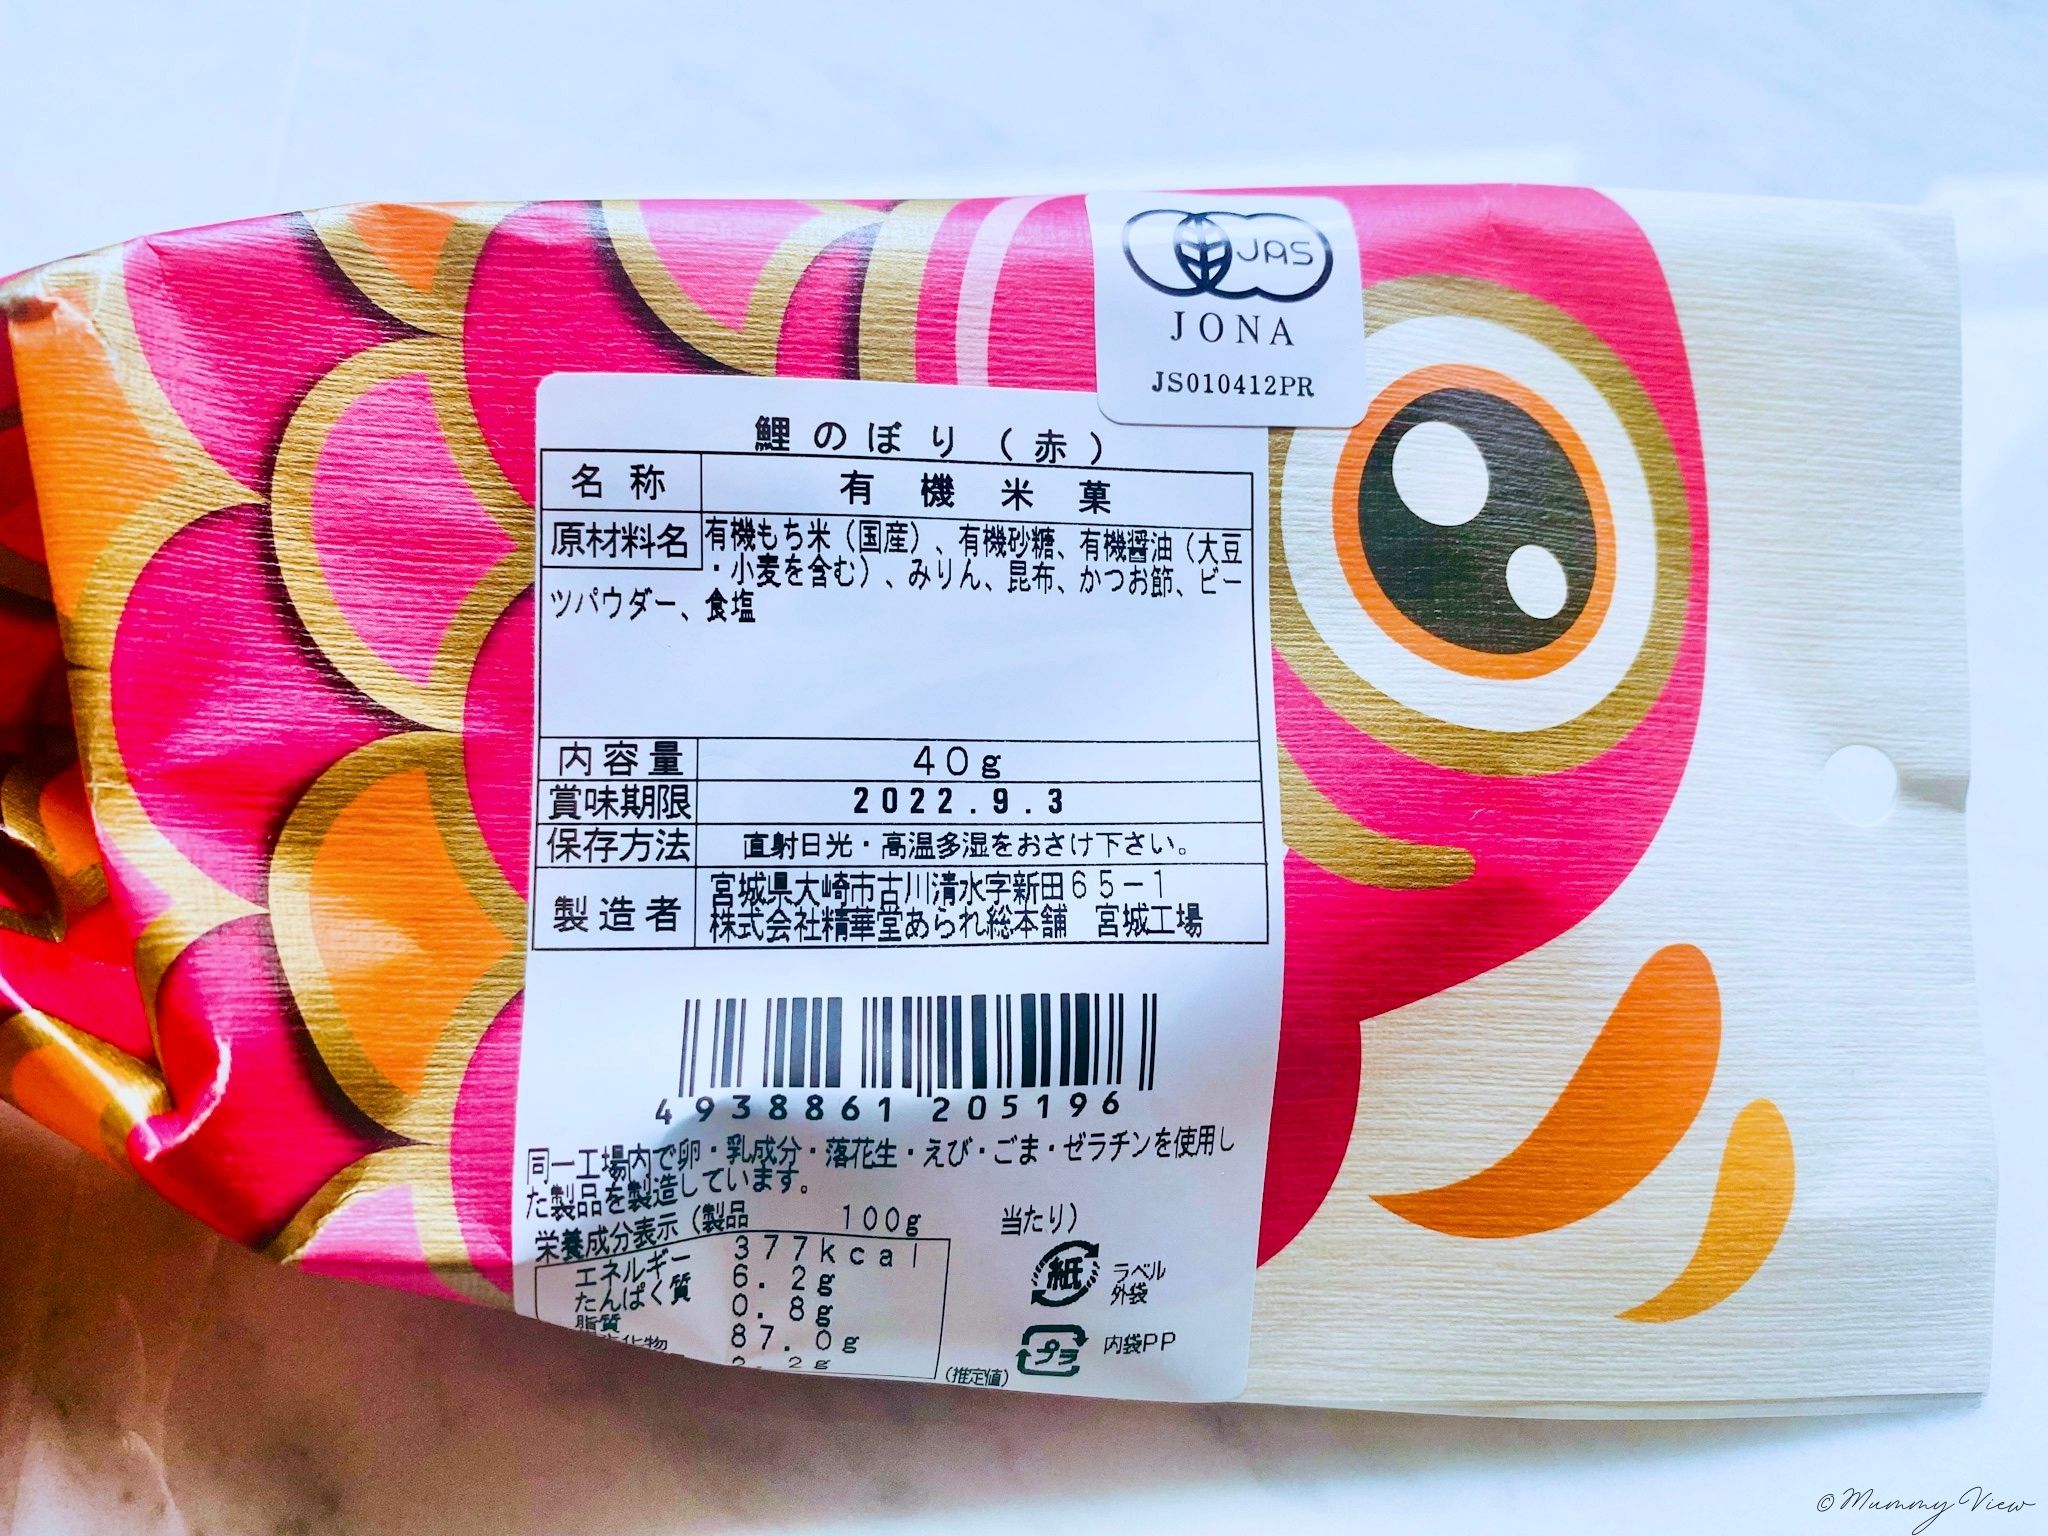 JAS
JONA
JS010412PR
鯉のぼり（赤）
名称 有機米菓
原材料名 有機もち米（国産）、有機砂糖、有機醤油（大豆
・小麦を含む）、みりん、昆布、かつお節、ビー
ツパウダー、食塩
内容量 40g
賞味期限 2022.9.3
保存方法 直射日光・高温多湿をおさけ下さい。
製造者 宮城県大崎市古川清水字新田65－1
株式会社精華堂あられ総本舗 宮城工場
4938861205196
同一工場内で卵・乳成分・落花生・えび・ごま・ゼラチンを使用し
た製品を製造しています。
栄養成分表示（製品 100g 当たり）
エネルギー 377kcal
たんぱく質 6.2g
脂質 0.8g
化物 87.0g
2.2g
（推定値）
紙 ラベル
外袋
プラ 内袋PP
©Mummy View